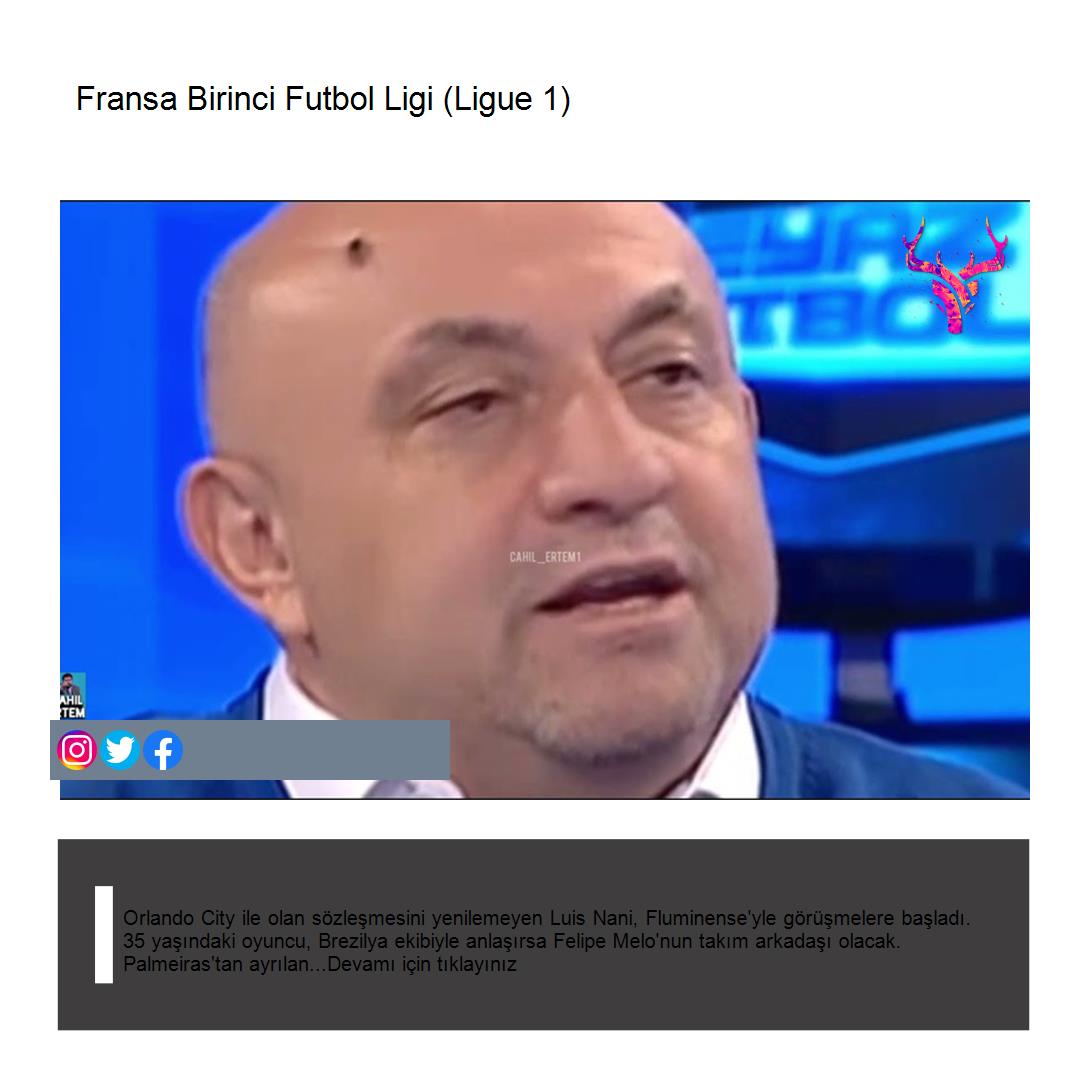 Fransa Birinci Futbol Ligi (Ligue 1)
FUTBOL
CAHIL_ERTEM1
Orlando City ile olan sözleşmesini yenilemeyen Luis Nani, Fluminense'yle görüşmelere başladı.
35 yaşındaki oyuncu, Brezilya ekibiyle anlaşırsa Felipe Melo'nun takım arkadaşı olacak.
Palmeiras'tan ayrılan...Devamı için tıklayınız